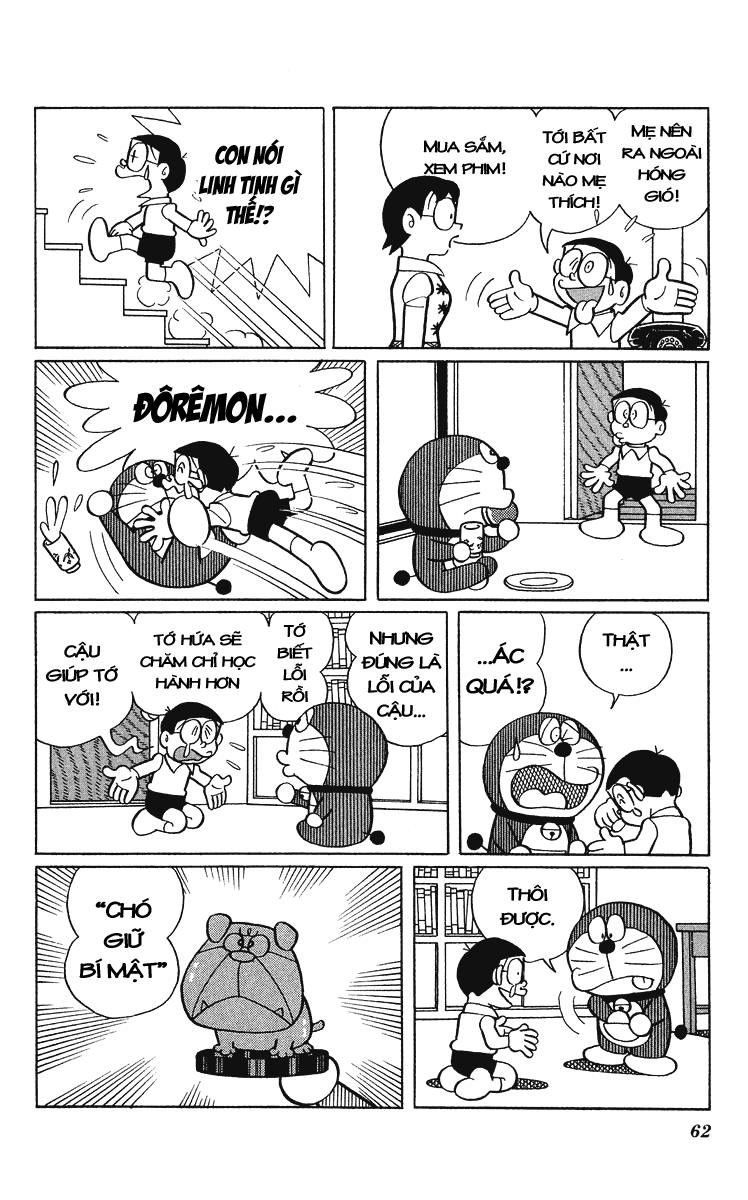 MẸ NÊN
RA NGOÀI
HÓNG
GIÓ!
TỚI BẤT
CỨ NƠI
NÀO MẸ
THÍCH!
MUA SẮM,
XEM PHIM!
CON NÓI
LINH TINH GÌ
THẾ!?
ĐÔRÊMON...
THẬT
...
...ÁC
QUÁ!?
NHƯNG
ĐÚNG LÀ
LỖI CỦA
CẬU...
TỚ
BIẾT
LỖI
RỒI
TỚ HỨA SẼ
CHĂM CHỈ HỌC
HÀNH HƠN
CẬU
GIÚP TỚ
VỚI!
THÔI
ĐƯỢC.
“CHÓ
GIỮ
BÍ MẬT”
62